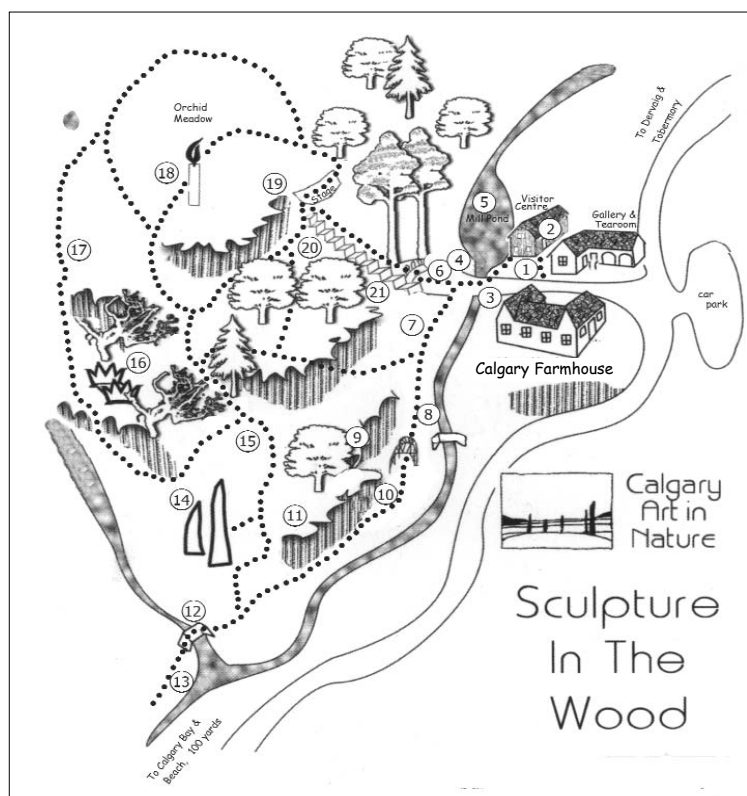 Orchid
Meadow
18
19
Stage
17
20
21
6
4
5
Mill Pond
Visitor
Centre
2
1
Gallery &
Tearoom
To Dervaig &
Tobermory
car
park
3
Calgary Farmhouse
7
16
8
9
15
10
14
11
12
13
To Calgary Bay &
Beach, 100 yards
Calgary
Art in
Nature
Sculpture
In The
Wood